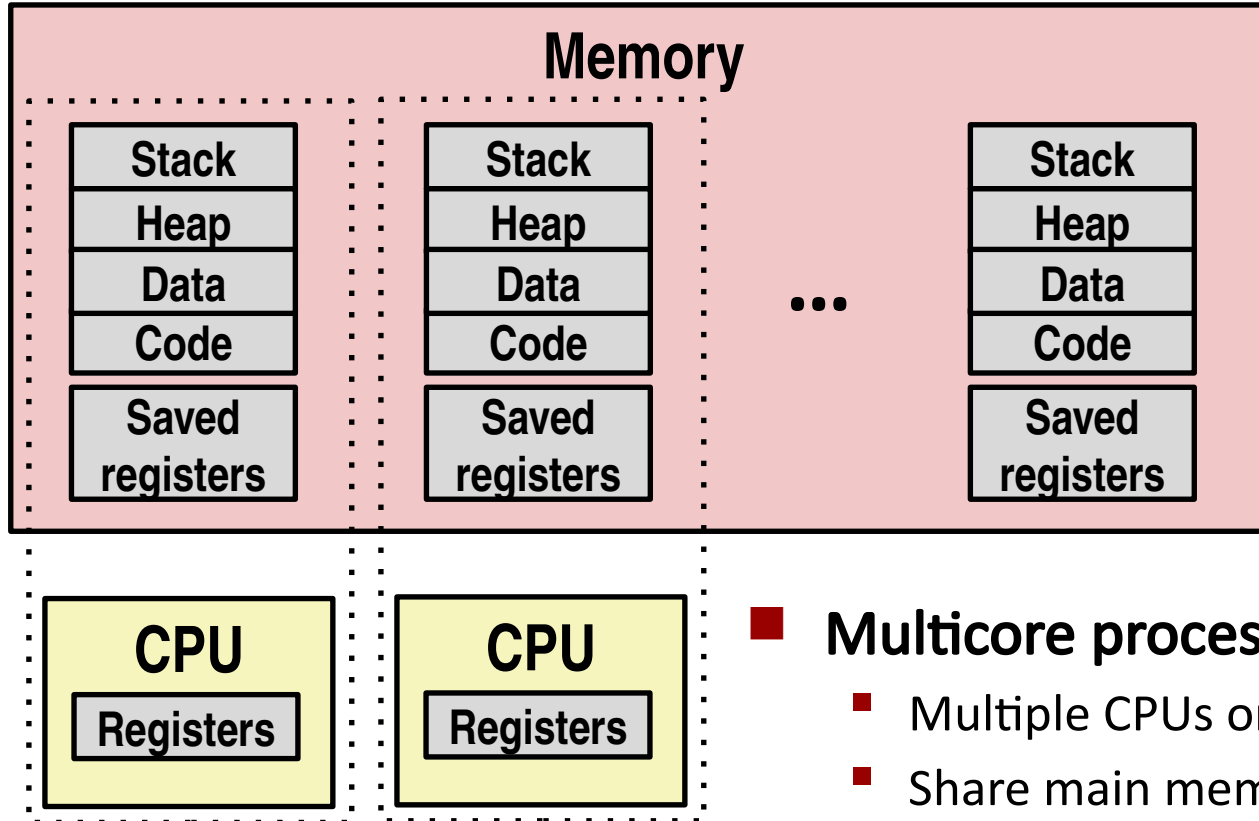 Memory
Stack
Heap
Data
Code
Saved
registers
Stack
Heap
Data
Code
Saved
registers
...
Stack
Heap
Data
Code
Saved
registers
CPU
Registers
CPU
Registers
Multicore proces
Multiple CPUs or
Share main mem